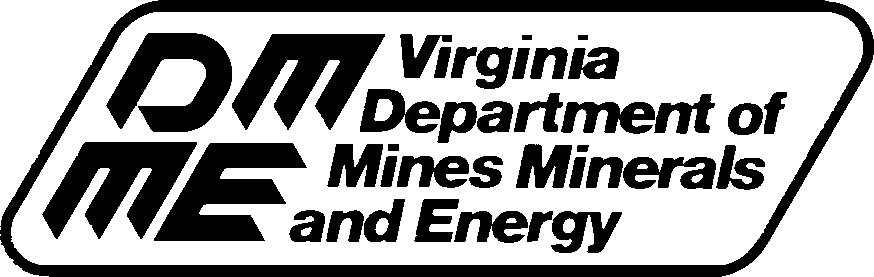 DM
ME
Virginia
Department of
Mines Minerals
and Energy